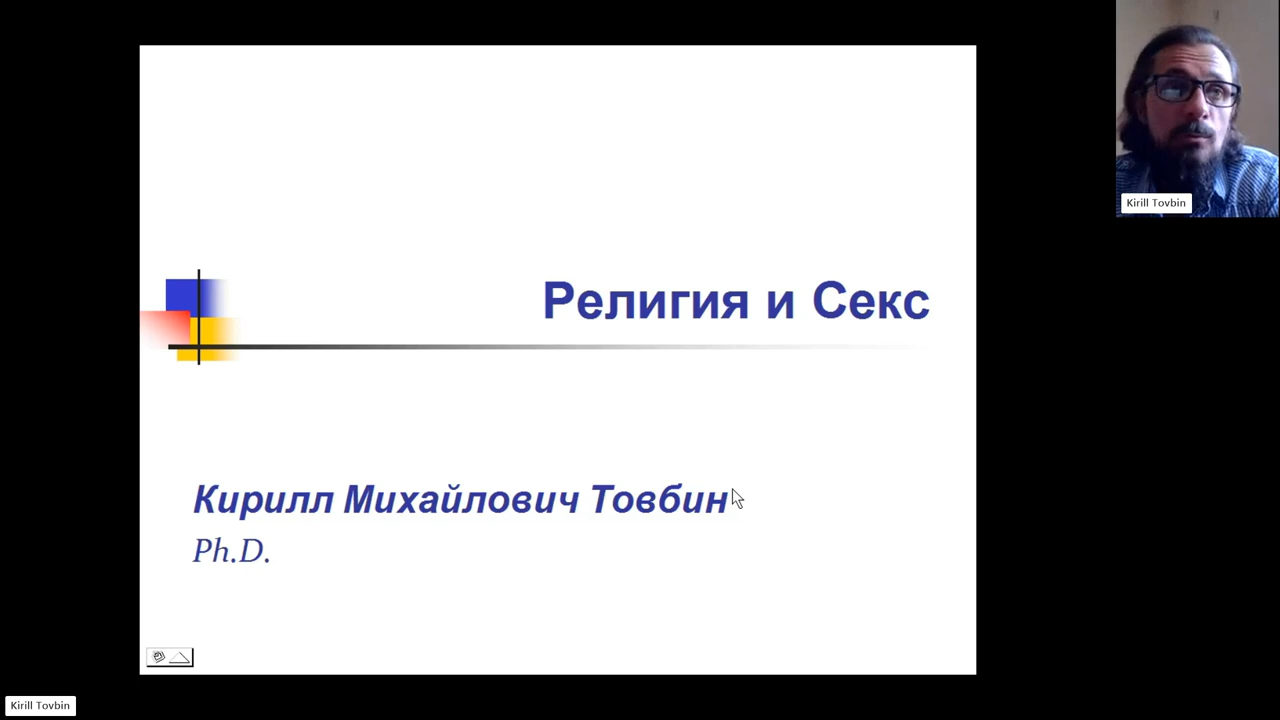 Религия и Секс
Кирилл Михайлович Товбин
Ph.D.
Kirill Tovbin
Kirill Tovbin